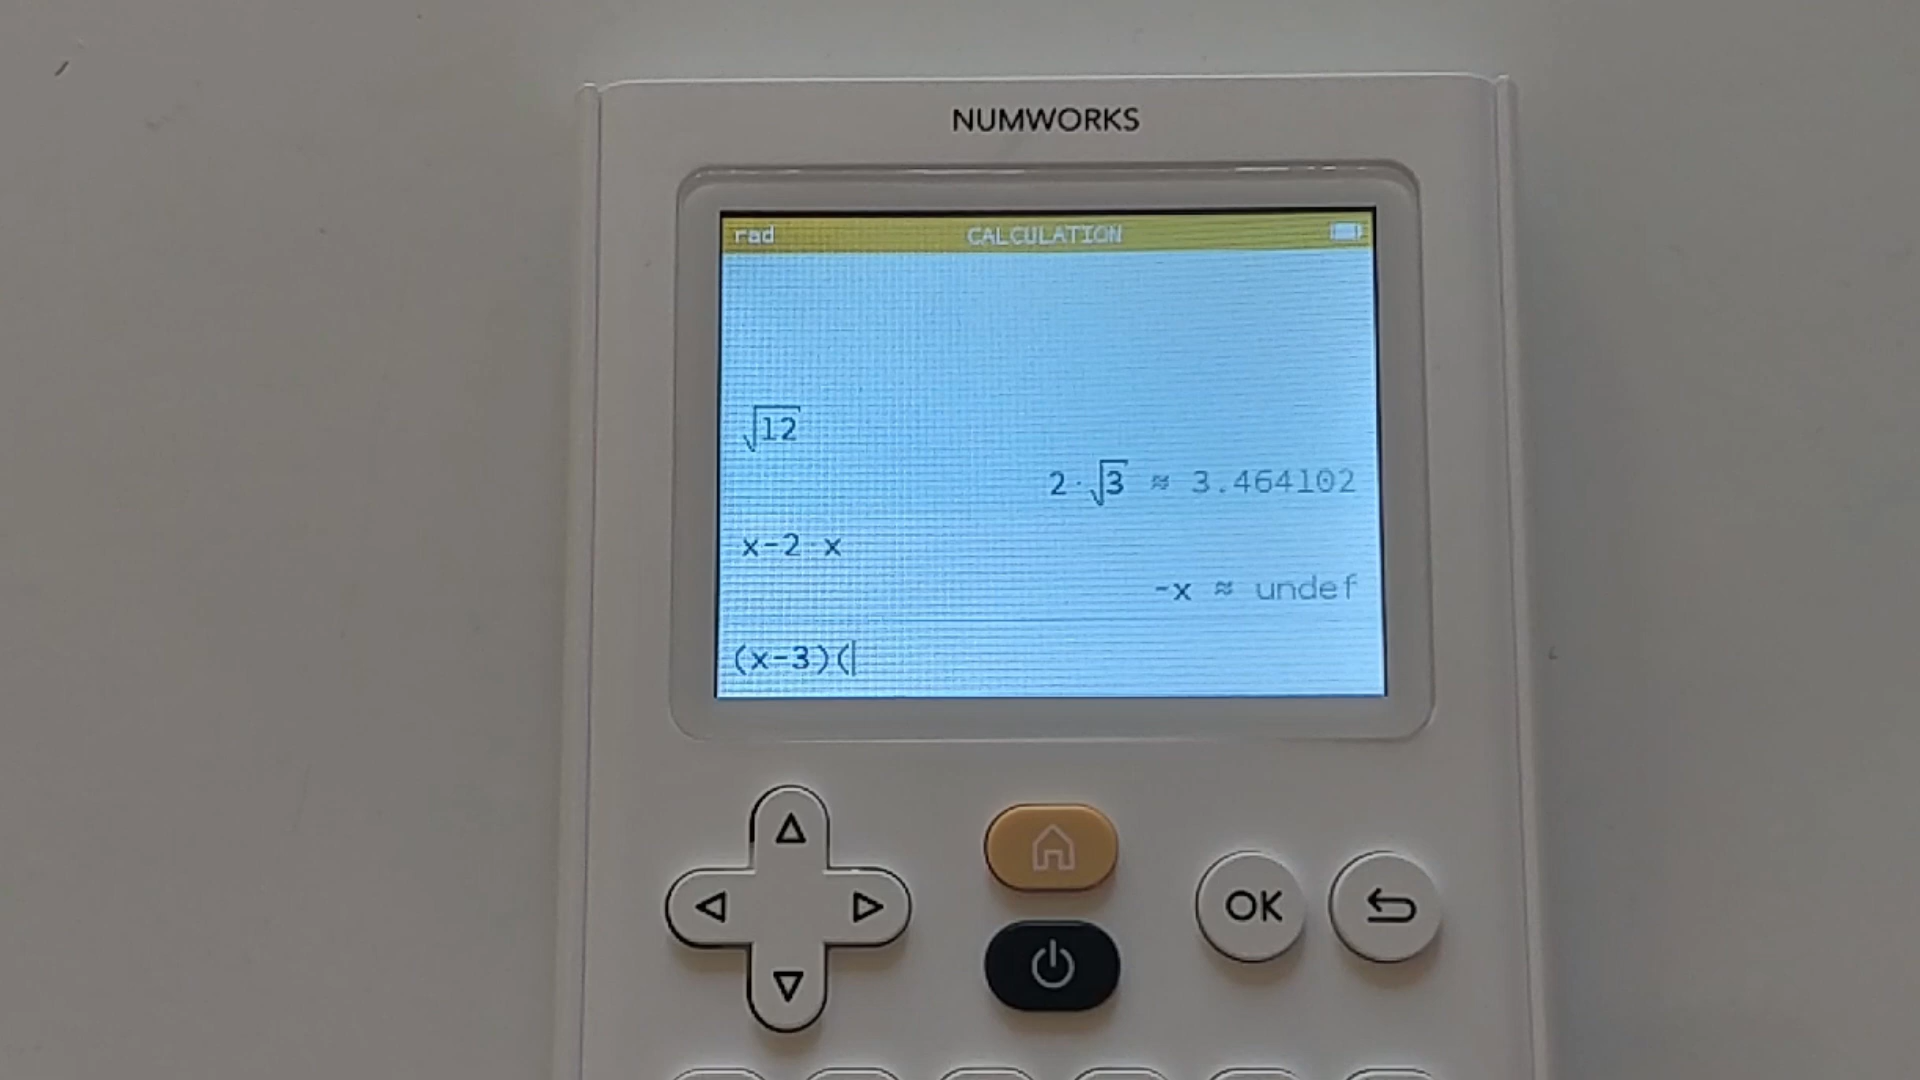 NUMWORKS
rad CALCULATION
√12
2·√3 ≈ 3.464102
x-2·x
-x ≈ undef
(x-3)(
OK